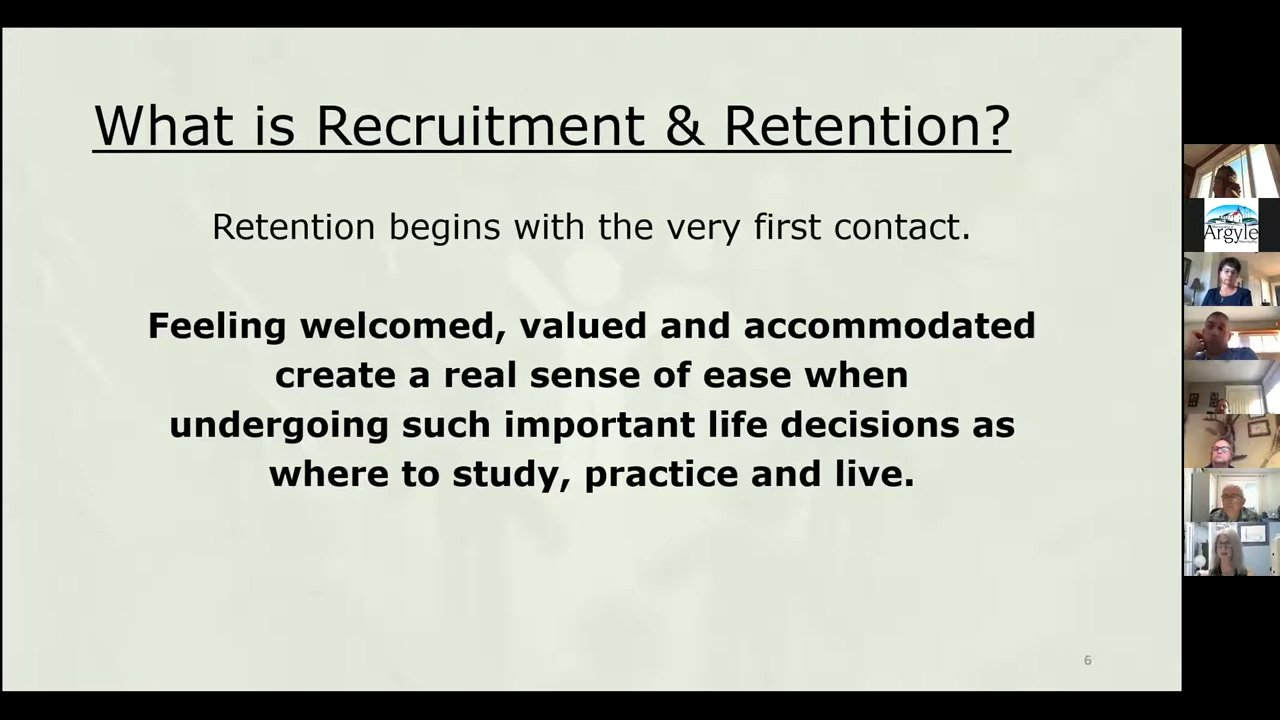 What is Recruitment & Retention?
Retention begins with the very first contact.
Feeling welcomed, valued and accommodated
create a real sense of ease when
undergoing such important life decisions as
where to study, practice and live.
6
Argyle